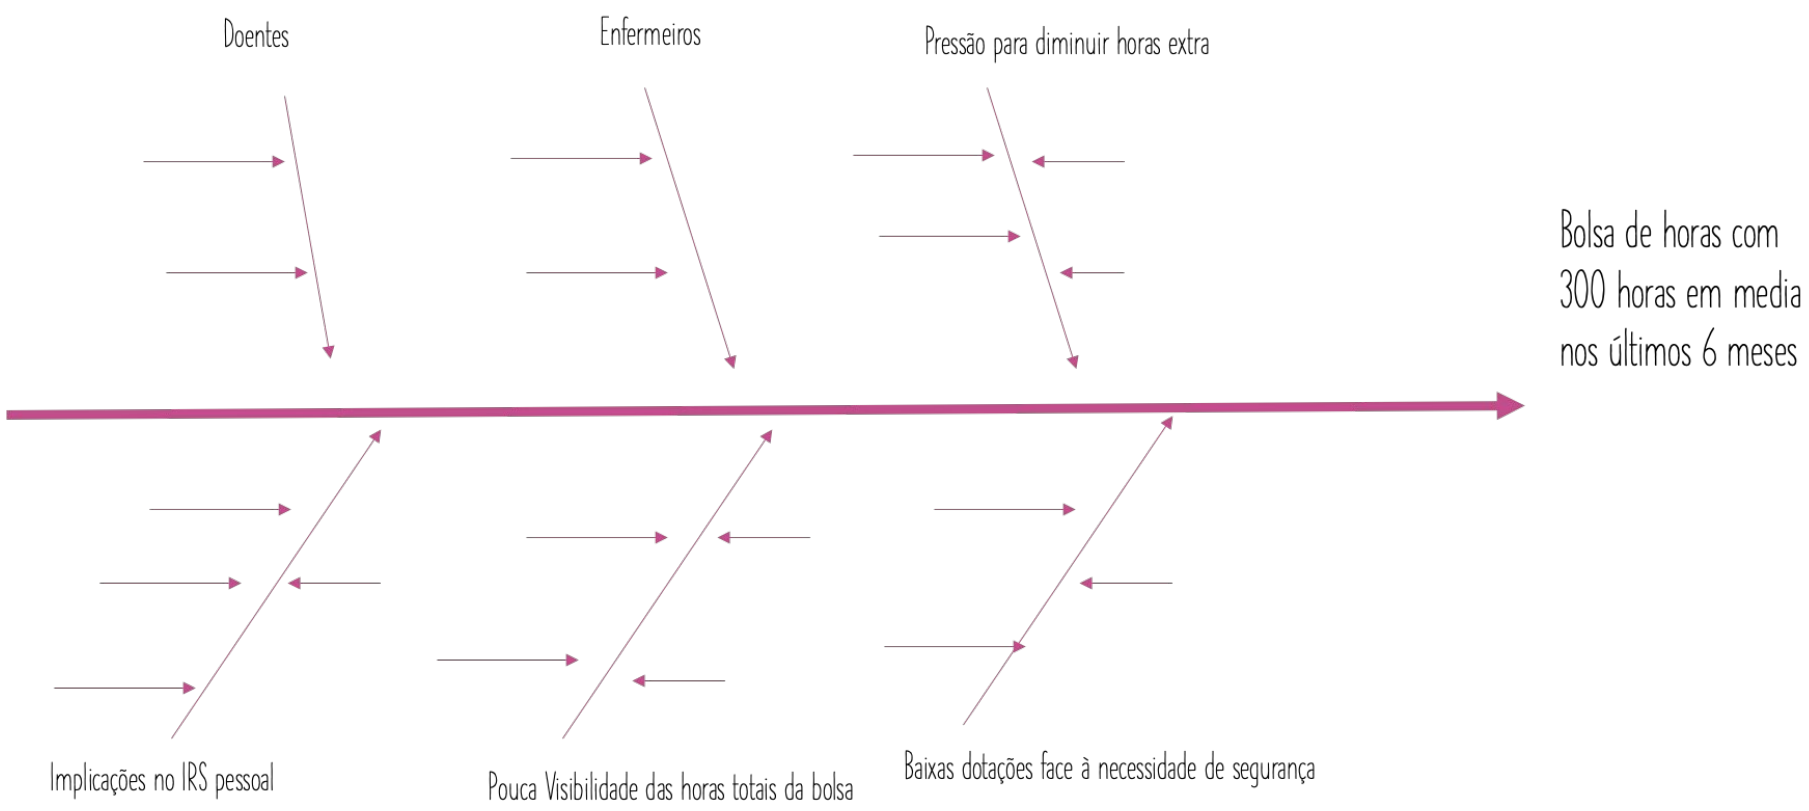 Doentes
Enfermeiros
Pressão para diminuir horas extra
Bolsa de horas com
300 horas em media
nos últimos 6 meses
Implicações no IRS pessoal
Pouca Visibilidade das horas totais da bolsa
Baixas dotações face à necessidade de segurança